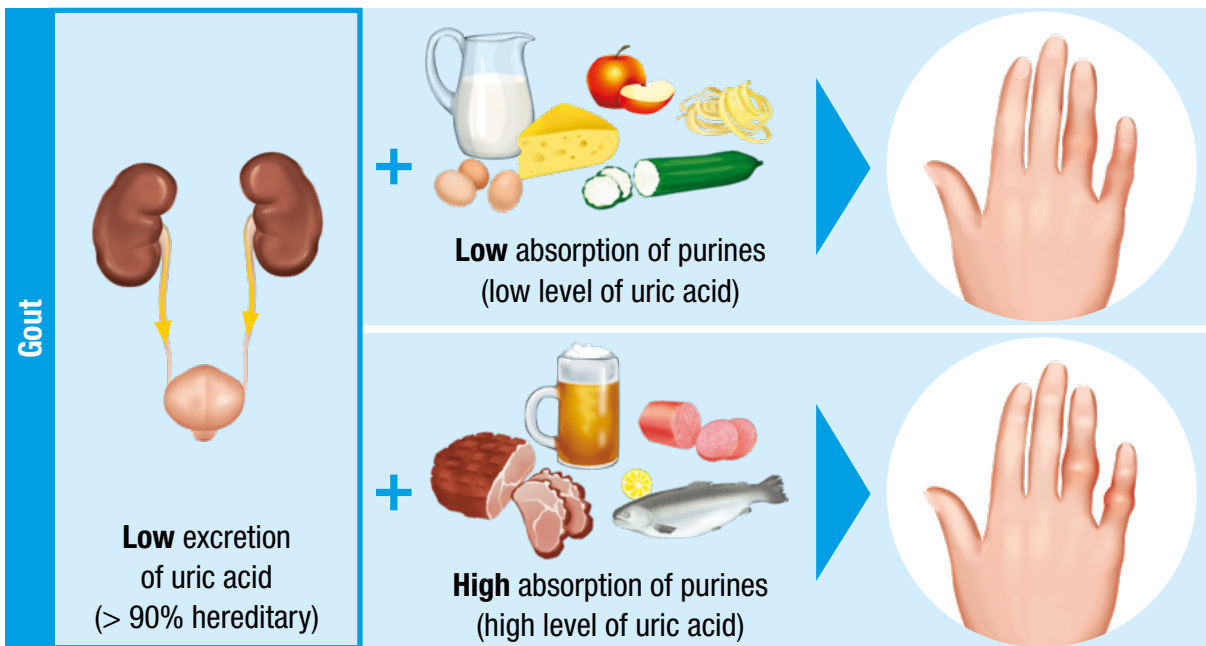 Gout
Low excretion
of uric acid
(> 90% hereditary)
Low absorption of purines
(low level of uric acid)
High absorption of purines
(high level of uric acid)